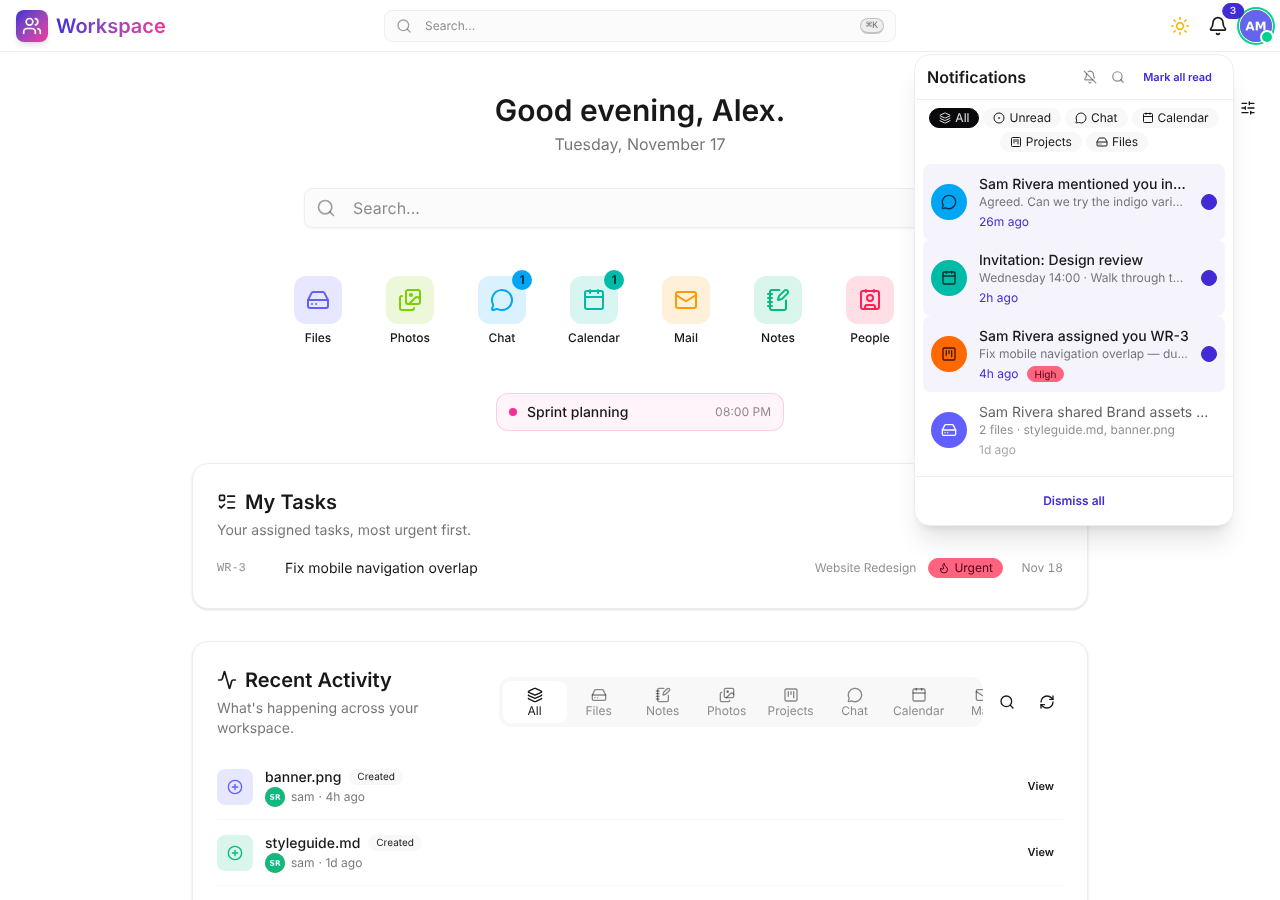 Workspace
Search...
⌘K
3
AM
Good evening, Alex.
Tuesday, November 17
Search...
Files
Photos
1
Chat
1
Calendar
Mail
Notes
People
Sprint planning
08:00 PM
Notifications
Mark all read
All
Unread
Chat
Calendar
Projects
Files
Sam Rivera mentioned you in...
Agreed. Can we try the indigo vari...
26m ago
Invitation: Design review
Wednesday 14:00 · Walk through t...
2h ago
Sam Rivera assigned you WR-3
Fix mobile navigation overlap — du...
4h ago
High
Sam Rivera shared Brand assets ...
2 files · styleguide.md, banner.png
1d ago
Dismiss all
My Tasks
Your assigned tasks, most urgent first.
WR-3
Fix mobile navigation overlap
Website Redesign
Urgent
Nov 18
Recent Activity
What's happening across your
workspace.
All
Files
Notes
Photos
Projects
Chat
Calendar
banner.png
Created
SR
sam · 4h ago
View
styleguide.md
Created
SR
sam · 1d ago
View